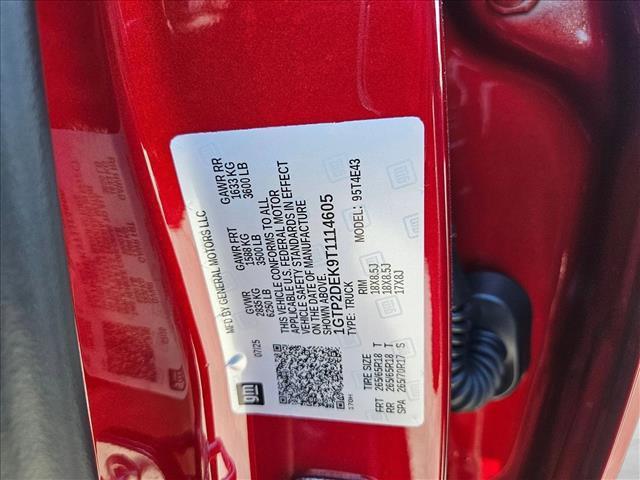 gm
07/25
MFD BY GENERAL MOTORS LLC
GVWR GAWR FRT GAWR RR
2835 KG 1588 KG 1633 KG
6250 LB 3500 LB 3600 LB
THIS VEHICLE CONFORMS TO ALL
APPLICABLE U.S. FEDERAL MOTOR
VEHICLE SAFETY STANDARDS IN EFFECT
ON THE DATE OF MANUFACTURE
SHOWN ABOVE.
1GTP2DEK9T1114605
TYPE: TRUCK MODEL: 95T4E43
TIRE SIZE RIM
FRT 265/65R18 T 18X8.5J
RR 265/65R18 T 18X8.5J
SPA 265/70R17 S 17X8J